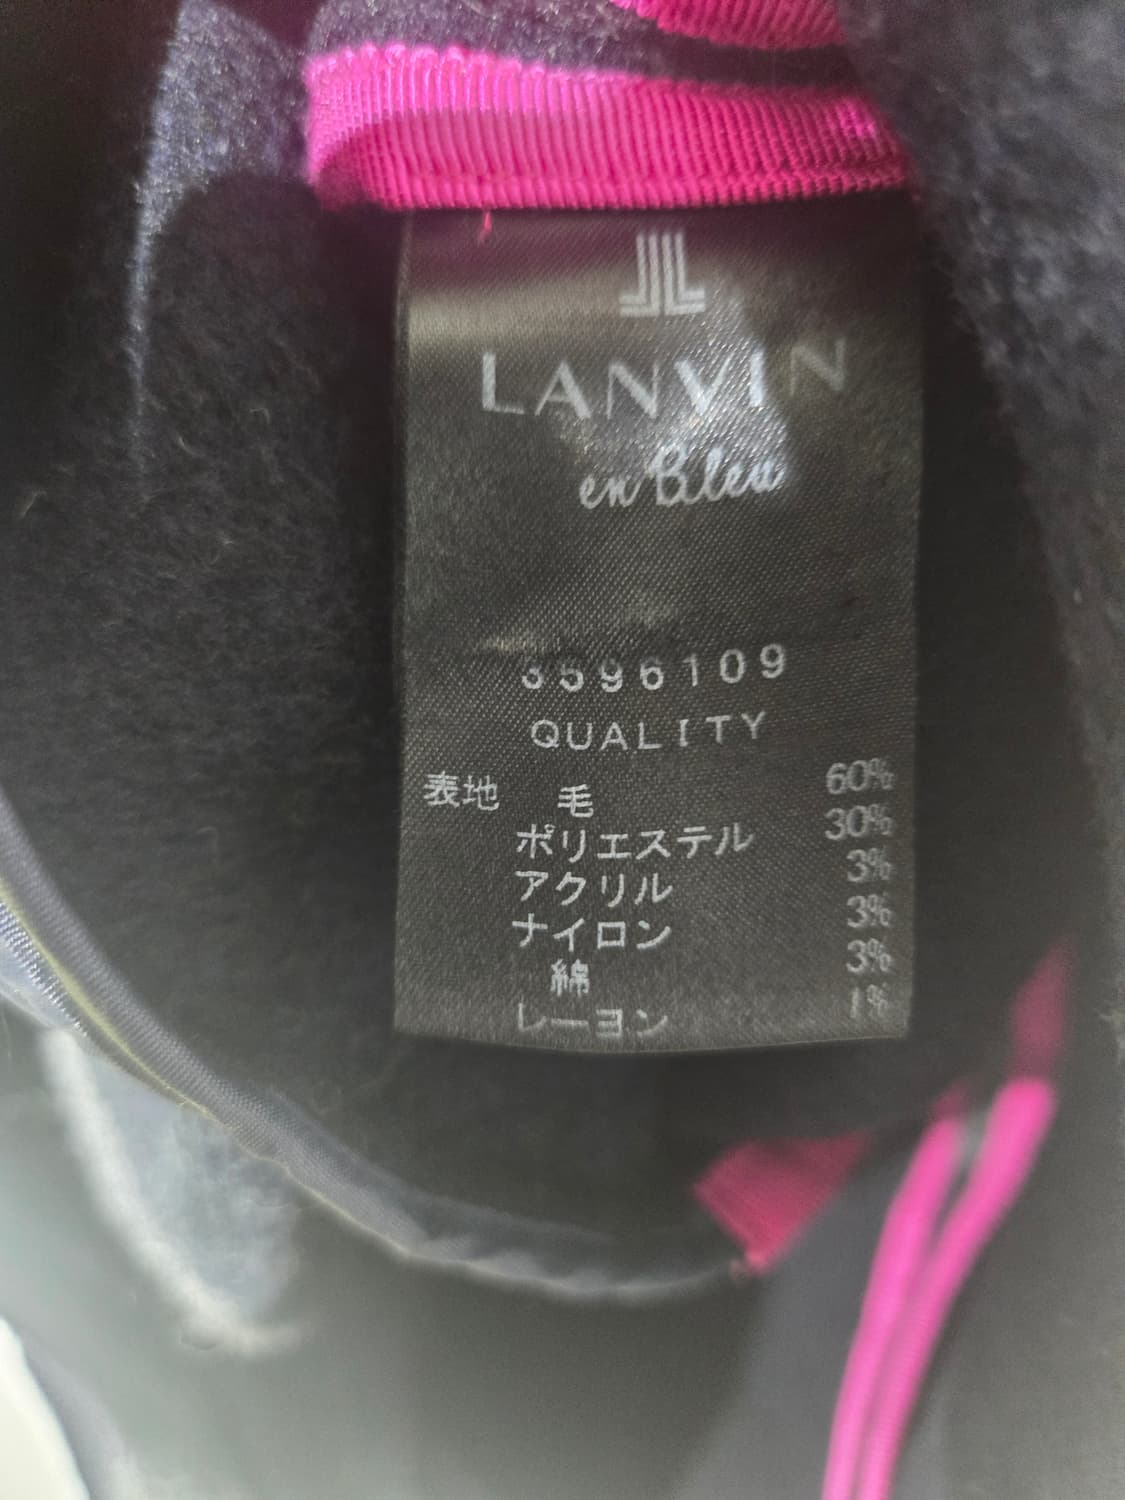 LANVIN
en Bleu
3596109
QUALITY
表地 毛 60%
ポリエステル 30%
アクリル 3%
ナイロン 3%
綿 3%
レーヨン 1%